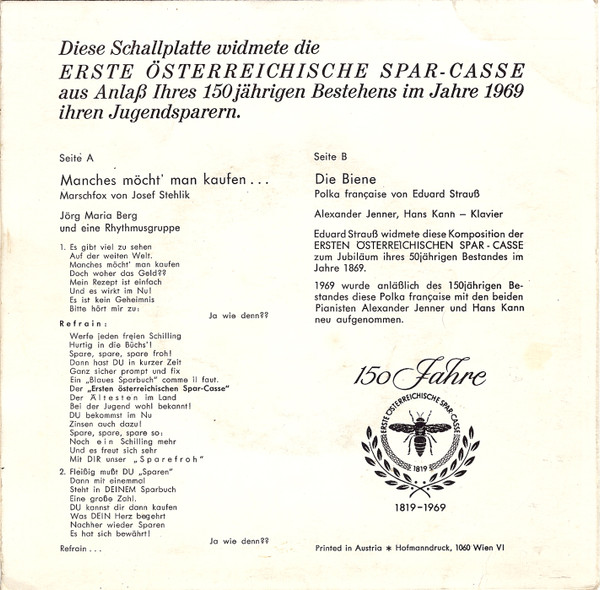 Diese Schallplatte widmete die
ERSTE ÖSTERREICHISCHE SPAR-CASSE
aus Anlaß Ihres 150jährigen Bestehens im Jahre 1969
ihren Jugendsparern.
Seite A
Manches möcht' man kaufen . . .
Marschfox von Josef Stehlik
Jörg Maria Berg
und eine Rhythmusgruppe
1. Es gibt viel zu sehen
Auf der weiten Welt.
Manches möcht' man kaufen
Doch woher das Geld??
Mein Rezept ist einfach
Und es wirkt im Nu!
Es ist kein Geheimnis
Bitte hört mir zu:
Ja wie denn??
Refrain:
Werfe jeden freien Schilling
Hurtig in die Büchs'!
Spare, spare, spare froh!
Dann hast DU in kurzer Zeit
Ganz sicher prompt und fix
Ein „Blaues Sparbuch" comme il faut.
Der „Ersten österreichischen Spar-Casse"
Der Ältesten im Land
Bei der Jugend wohl bekannt!
DU bekommst im Nu
Zinsen auch dazu!
Spare, spare, spare so:
Noch ein Schilling mehr
Und es freut sich sehr
Mit DIR unser „Sparefroh"
2. Fleißig mußt DU „Sparen"
Dann mit einemmal
Steht in DEINEM Sparbuch
Eine große Zahl.
DU kannst dir dann kaufen
Was DEIN Herz begehrt
Nachher wieder Sparen
Es hat sich bewährt!
Ja wie denn??
Refrain . . .
Seite B
Die Biene
Polka française von Eduard Strauß
Alexander Jenner, Hans Kann – Klavier
Eduard Strauß widmete diese Komposition der
ERSTEN ÖSTERREICHISCHEN SPAR-CASSE
zum Jubiläum ihres 50jährigen Bestandes im
Jahre 1869.
1969 wurde anläßlich des 150jährigen Be-
standes diese Polka française mit den beiden
Pianisten Alexander Jenner und Hans Kann
neu aufgenommen.
150 Jahre
ERSTE ÖSTERREICHISCHE SPAR-CASSE
1819
1819–1969
Printed in Austria ✱ Hofmanndruck, 1060 Wien VI